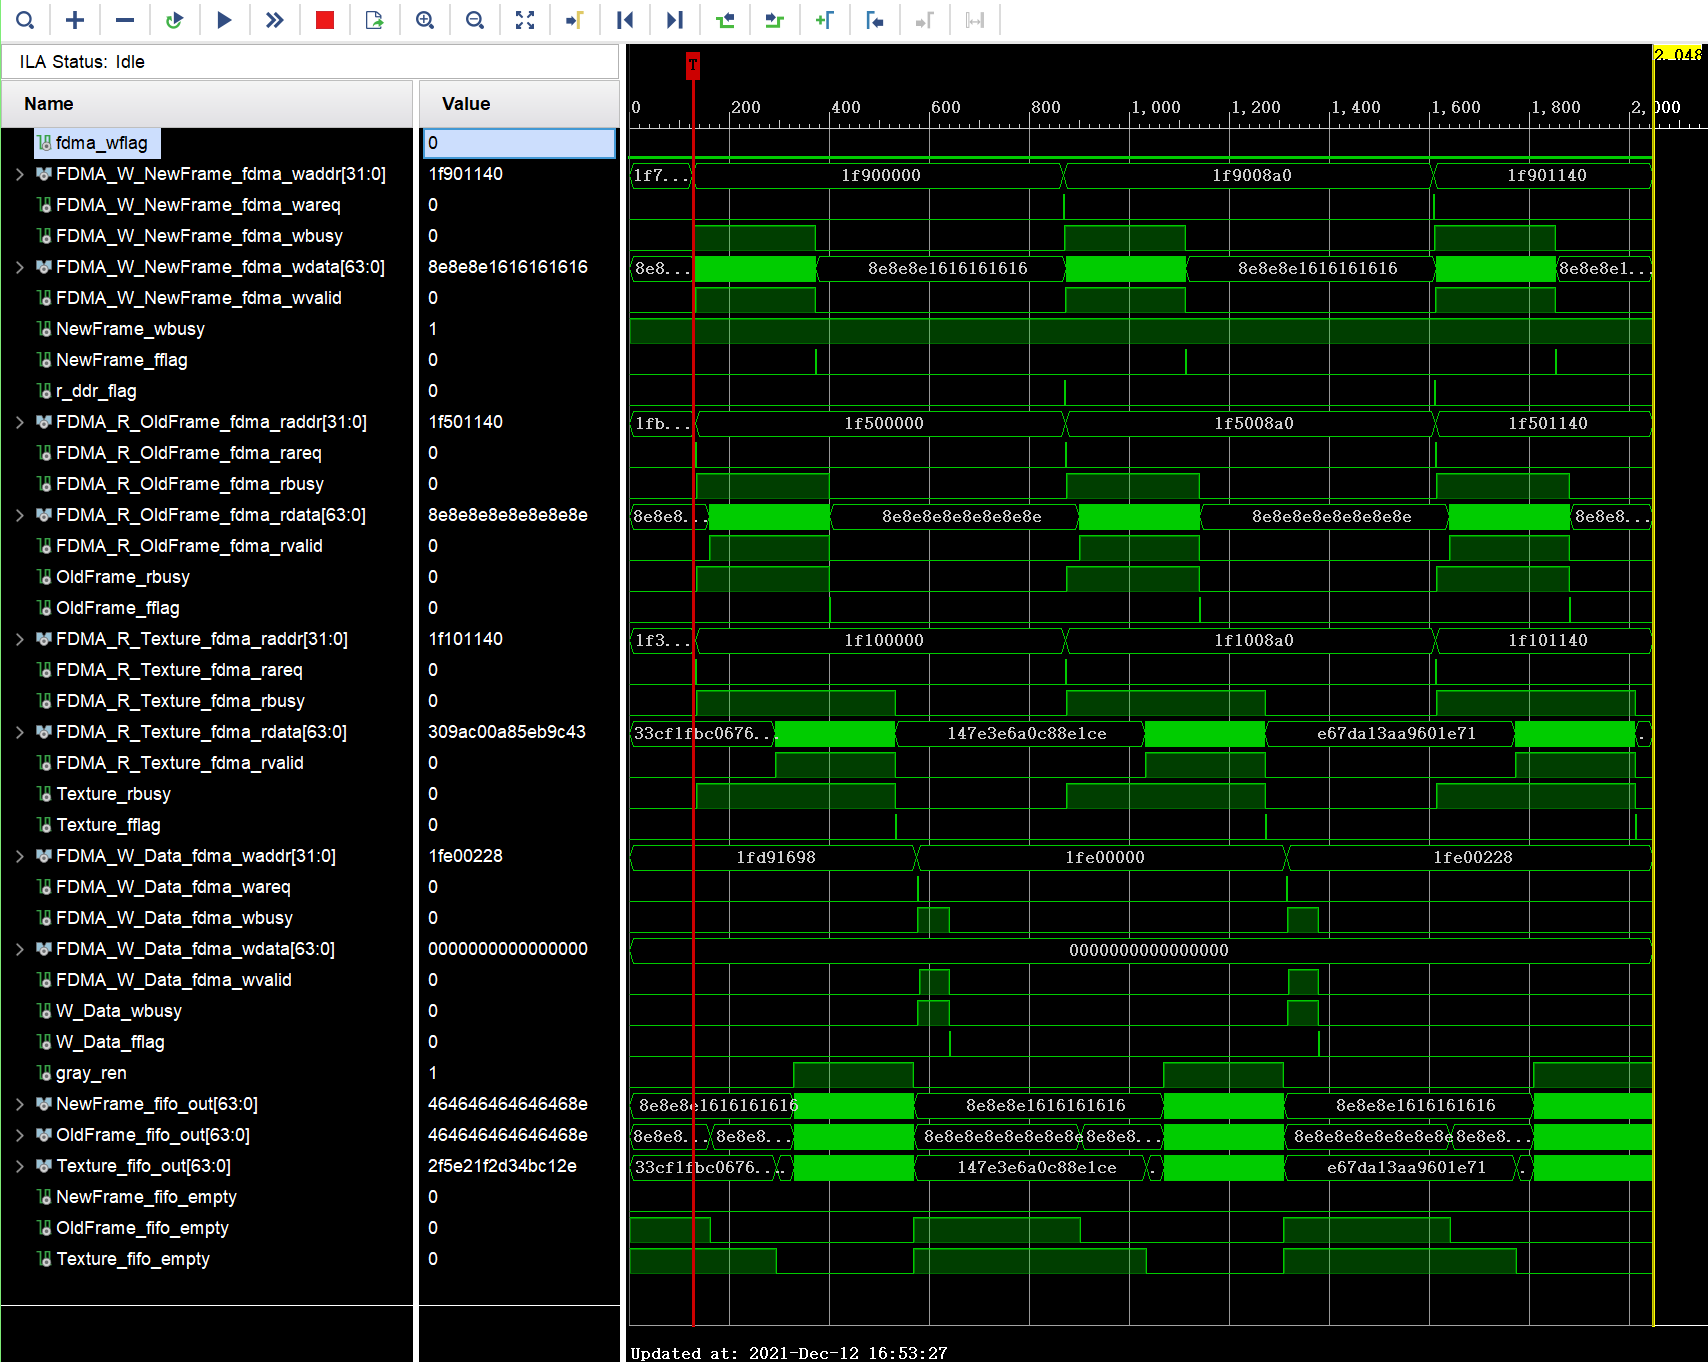 ILA Status: Idle
Name Value
T
2,048
0 200 400 600 800 1,000 1,200 1,400 1,600 1,800 2,000
fdma_wflag 0
FDMA_W_NewFrame_fdma_waddr[31:0] 1f901140 1f7... 1f900000 1f9008a0 1f901140
FDMA_W_NewFrame_fdma_wareq 0
FDMA_W_NewFrame_fdma_wbusy 0
FDMA_W_NewFrame_fdma_wdata[63:0] 8e8e8e1616161616 8e8... 8e8e8e1616161616 8e8e8e1616161616 8e8e8e1...
FDMA_W_NewFrame_fdma_wvalid 0
NewFrame_wbusy 1
NewFrame_fflag 0
r_ddr_flag 0
FDMA_R_OldFrame_fdma_raddr[31:0] 1f501140 1fb... 1f500000 1f5008a0 1f501140
FDMA_R_OldFrame_fdma_rareq 0
FDMA_R_OldFrame_fdma_rbusy 0
FDMA_R_OldFrame_fdma_rdata[63:0] 8e8e8e8e8e8e8e8e 8e8e8... 8e8e8e8e8e8e8e8e 8e8e8e8e8e8e8e8e 8e8e8...
FDMA_R_OldFrame_fdma_rvalid 0
OldFrame_rbusy 0
OldFrame_fflag 0
FDMA_R_Texture_fdma_raddr[31:0] 1f101140 1f3... 1f100000 1f1008a0 1f101140
FDMA_R_Texture_fdma_rareq 0
FDMA_R_Texture_fdma_rbusy 0
FDMA_R_Texture_fdma_rdata[63:0] 309ac00a85eb9c43 33cf1fbc0676... 147e3e6a0c88e1ce e67da13aa9601e71 .
FDMA_R_Texture_fdma_rvalid 0
Texture_rbusy 0
Texture_fflag 0
FDMA_W_Data_fdma_waddr[31:0] 1fe00228 1fd91698 1fe00000 1fe00228
FDMA_W_Data_fdma_wareq 0
FDMA_W_Data_fdma_wbusy 0
FDMA_W_Data_fdma_wdata[63:0] 0000000000000000 0000000000000000
FDMA_W_Data_fdma_wvalid 0
W_Data_wbusy 0
W_Data_fflag 0
gray_ren 1
NewFrame_fifo_out[63:0] 464646464646468e 8e8e8e1616161616 8e8e8e1616161616 8e8e8e1616161616
OldFrame_fifo_out[63:0] 464646464646468e 8e8e8... 8e8e8... 8e8e8e8e8e8e8e8e 8e8e8... 8e8e8e8e8e8e8e8e 8e8e8...
Texture_fifo_out[63:0] 2f5e21f2d34bc12e 33cf1fbc0676... . 147e3e6a0c88e1ce . e67da13aa9601e71 .
NewFrame_fifo_empty 0
OldFrame_fifo_empty 0
Texture_fifo_empty 0
Updated at: 2021-Dec-12 16:53:27